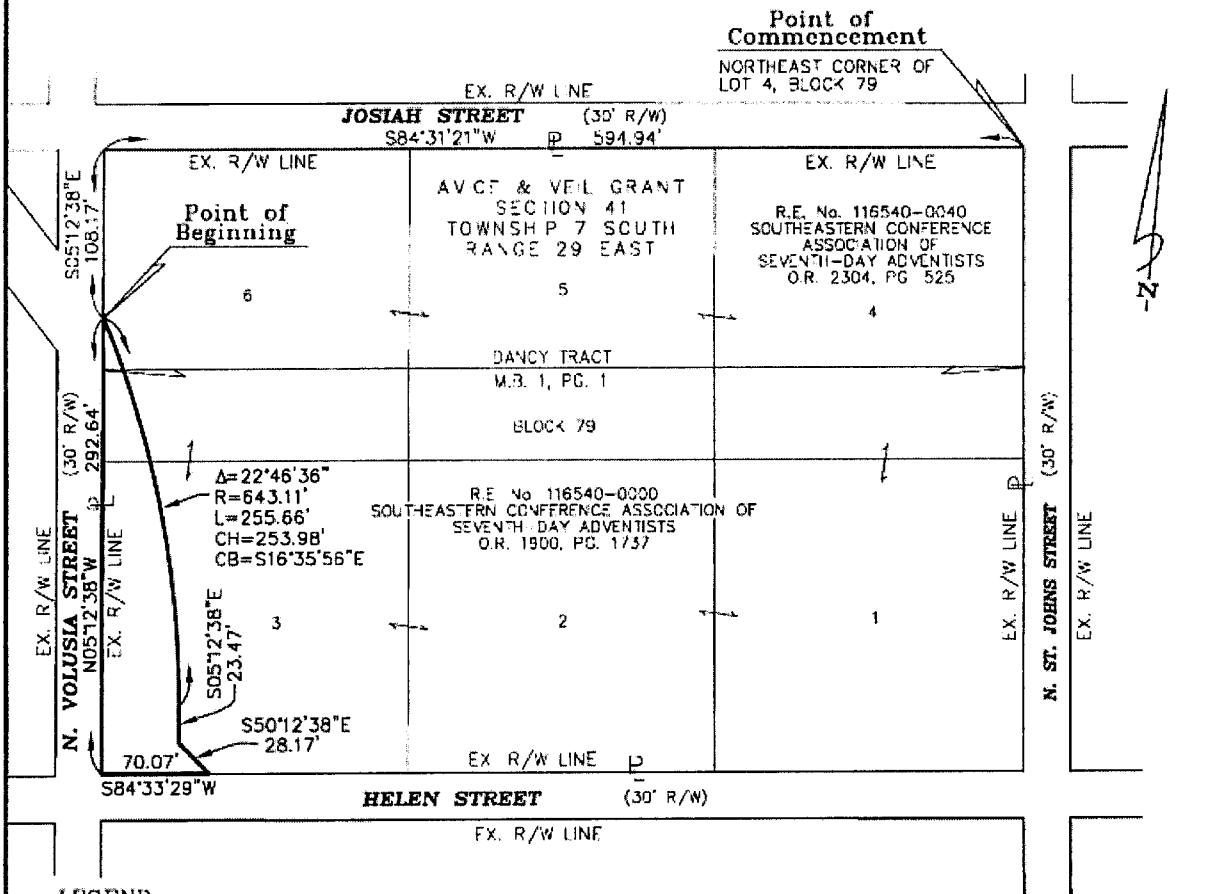 Point of
Commencement
NORTHEAST CORNER OF
LOT 4, BLOCK 79
EX. R/W LINE
JOSIAH STREET (30' R/W)
S84°31'21"W P 594.94'
EX. R/W LINE
EX. R/W LINE
S05°12'38"E
108.17'
Point of
Beginning
SECTION 41
TOWNSHIP 7 SOUTH
RANGE 29 EAST
R.E. No. 116540-0040
SOUTHEASTERN CONFERENCE
ASSOCIATION OF
SEVENTH-DAY ADVENTISTS
O.R. 2304, PG 525
6
5
4
N
DANCY TRACT
M.B. 1, PG. 1
BLOCK 79
Δ=22°46'36"
R=643.11'
L=255.66'
CH=253.98'
CB=S16°35'56"E
R.E. No 116540-0000
SOUTHEASTERN CONFERENCE ASSOCIATION OF
SEVENTH DAY ADVENTISTS
O.R. 1900, PG. 1737
EX. R/W LINE
N. VOLUSIA STREET (30' R/W)
N05°12'38"W 292.64'
EX. R/W LINE
S05°12'38"E
23.47'
3
2
1
EX. R/W LINE
N. ST. JOHNS STREET (30' R/W)
EX. R/W LINE
S50°12'38"E
28.17'
70.07'
S84°33'29"W
EX R/W LINE
HELEN STREET (30' R/W)
EX. R/W LINE
LEGEND